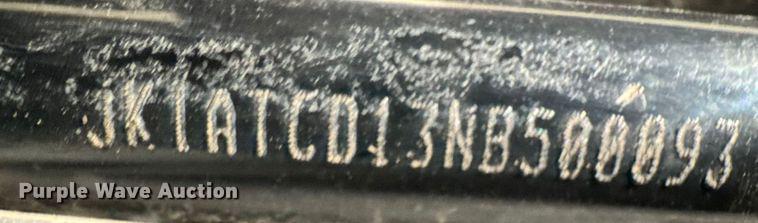 JK1ATCD13NB500093
Purple Wave Auction